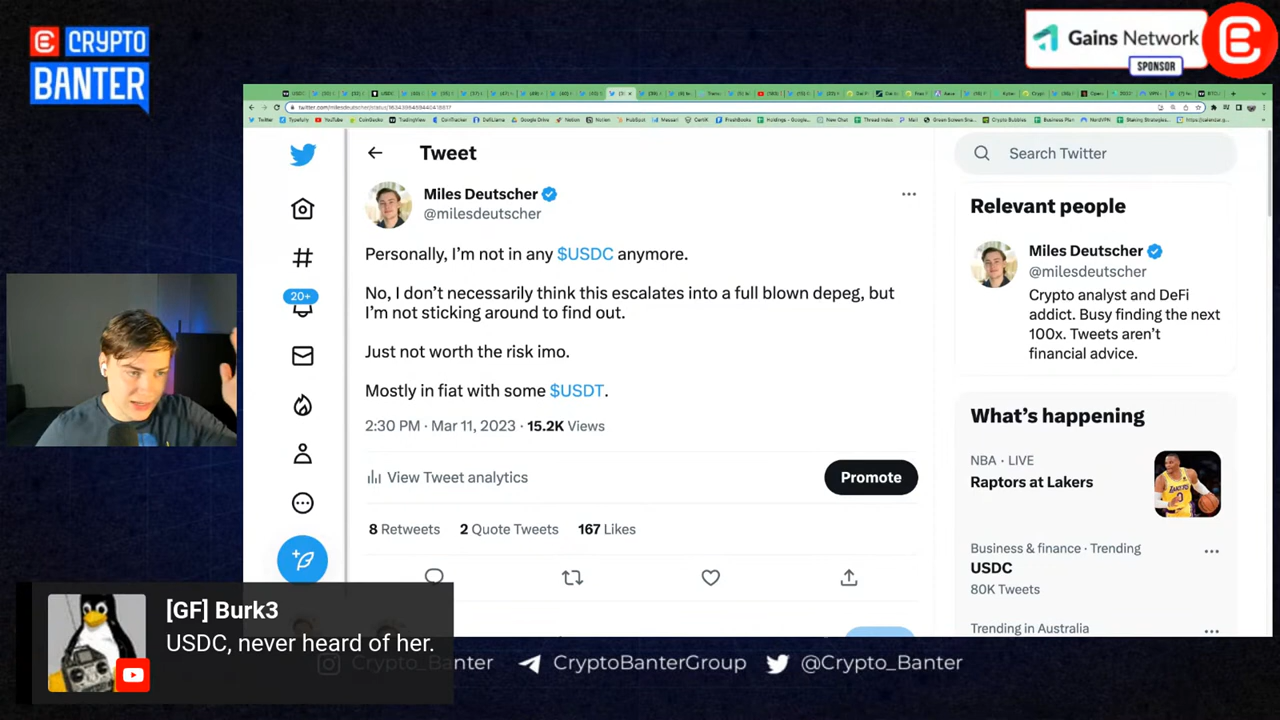 CRYPTO
BANTER
Gains Network
SPONSOR
Tweet
Search Twitter
Miles Deutscher
@milesdeutscher
Personally, I'm not in any $USDC anymore.
No, I don't necessarily think this escalates into a full blown depeg, but
I'm not sticking around to find out.
Just not worth the risk imo.
Mostly in fiat with some $USDT.
2:30 PM · Mar 11, 2023 · 15.2K Views
View Tweet analytics
Promote
8 Retweets 2 Quote Tweets 167 Likes
20+
Relevant people
Miles Deutscher
@milesdeutscher
Crypto analyst and DeFi
addict. Busy finding the next
100x. Tweets aren't
financial advice.
What's happening
NBA · LIVE
Raptors at Lakers
Business & finance · Trending
USDC
80K Tweets
Trending in Australia
[GF] Burk3
USDC, never heard of her.
Crypto_Banter
CryptoBanterGroup
@Crypto_Banter